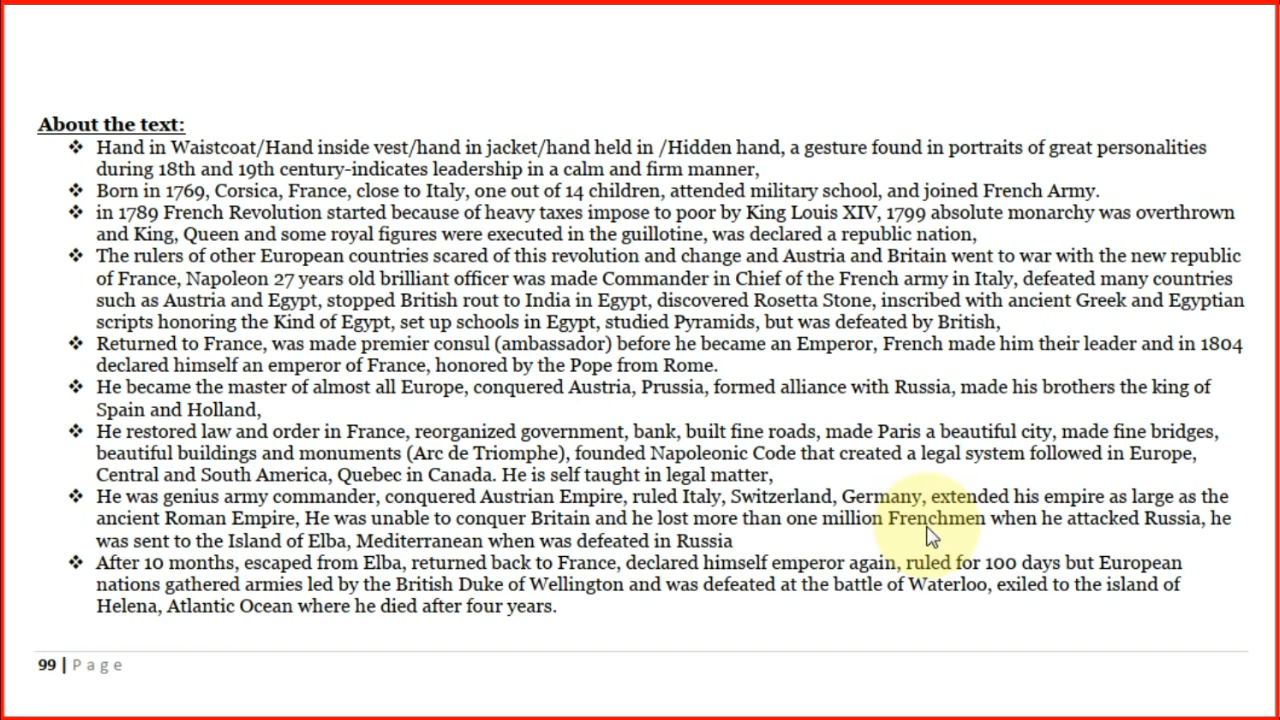 About the text:
❖ Hand in Waistcoat/Hand inside vest/hand in jacket/hand held in /Hidden hand, a gesture found in portraits of great personalities
during 18th and 19th century-indicates leadership in a calm and firm manner,
❖ Born in 1769, Corsica, France, close to Italy, one out of 14 children, attended military school, and joined French Army.
❖ in 1789 French Revolution started because of heavy taxes impose to poor by King Louis XIV, 1799 absolute monarchy was overthrown
and King, Queen and some royal figures were executed in the guillotine, was declared a republic nation,
❖ The rulers of other European countries scared of this revolution and change and Austria and Britain went to war with the new republic
of France, Napoleon 27 years old brilliant officer was made Commander in Chief of the French army in Italy, defeated many countries
such as Austria and Egypt, stopped British rout to India in Egypt, discovered Rosetta Stone, inscribed with ancient Greek and Egyptian
scripts honoring the Kind of Egypt, set up schools in Egypt, studied Pyramids, but was defeated by British,
❖ Returned to France, was made premier consul (ambassador) before he became an Emperor, French made him their leader and in 1804
declared himself an emperor of France, honored by the Pope from Rome.
❖ He became the master of almost all Europe, conquered Austria, Prussia, formed alliance with Russia, made his brothers the king of
Spain and Holland,
❖ He restored law and order in France, reorganized government, bank, built fine roads, made Paris a beautiful city, made fine bridges,
beautiful buildings and monuments (Arc de Triomphe), founded Napoleonic Code that created a legal system followed in Europe,
Central and South America, Quebec in Canada. He is self taught in legal matter,
❖ He was genius army commander, conquered Austrian Empire, ruled Italy, Switzerland, Germany, extended his empire as large as the
ancient Roman Empire, He was unable to conquer Britain and he lost more than one million Frenchmen when he attacked Russia, he
was sent to the Island of Elba, Mediterranean when was defeated in Russia
❖ After 10 months, escaped from Elba, returned back to France, declared himself emperor again, ruled for 100 days but European
nations gathered armies led by the British Duke of Wellington and was defeated at the battle of Waterloo, exiled to the island of
Helena, Atlantic Ocean where he died after four years.
99 | Page